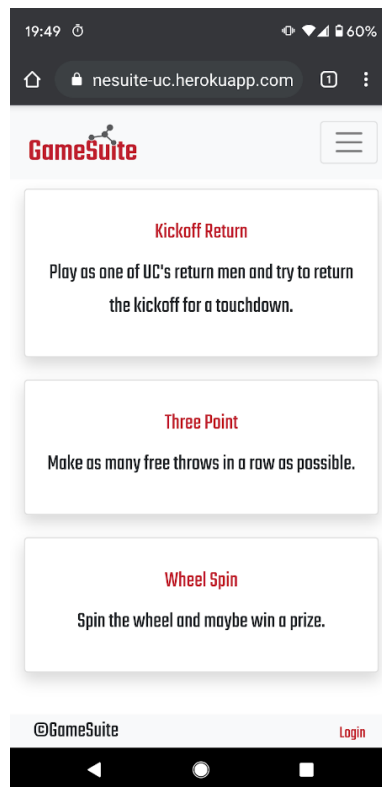 19:49 60%
nesuite-uc.herokuapp.com 1
GameSuite
Kickoff Return
Play as one of UC's return men and try to return
the kickoff for a touchdown.
Three Point
Make as many free throws in a row as possible.
Wheel Spin
Spin the wheel and maybe win a prize.
©GameSuite Login